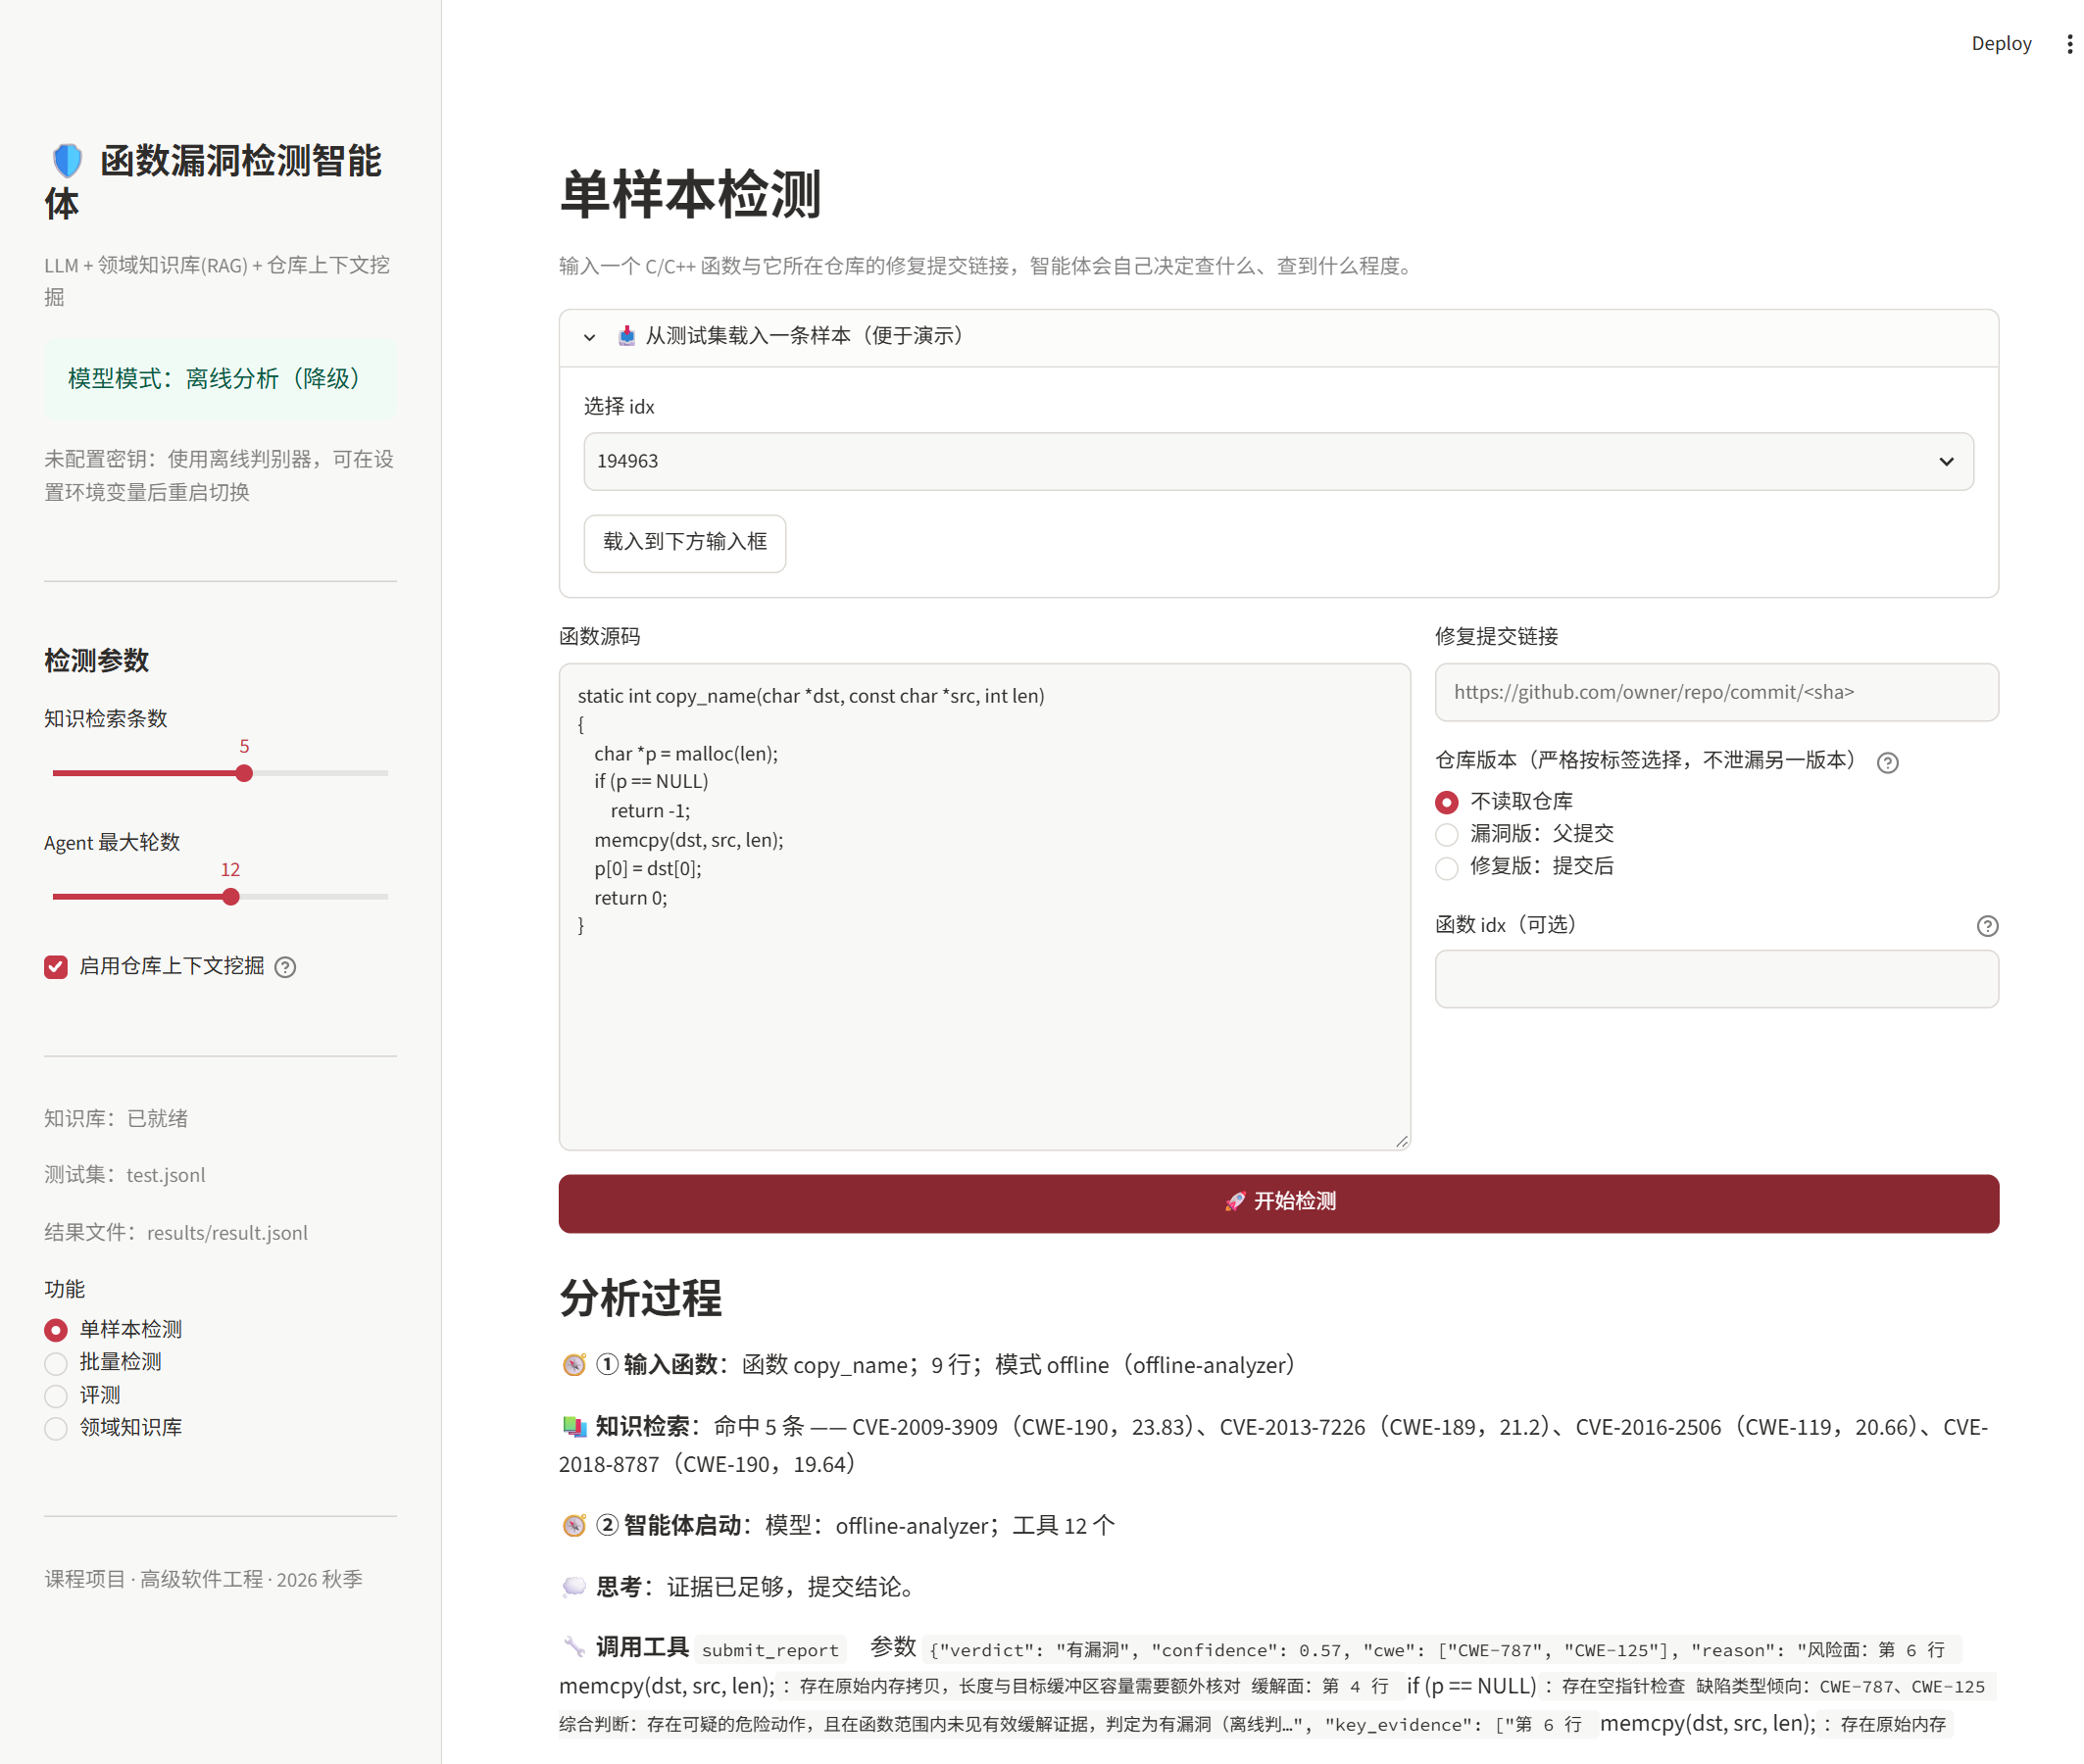 Deploy
🛡️ 函数漏洞检测智能
体
LLM + 领域知识库(RAG) + 仓库上下文挖
掘
模型模式：离线分析（降级）
未配置密钥：使用离线判别器，可在设
置环境变量后重启切换
检测参数
知识检索条数
5
Agent 最大轮数
12
启用仓库上下文挖掘
知识库：已就绪
测试集：test.jsonl
结果文件：results/result.jsonl
功能
单样本检测
批量检测
评测
领域知识库
课程项目 · 高级软件工程 · 2026 秋季
单样本检测
输入一个 C/C++ 函数与它所在仓库的修复提交链接，智能体会自己决定查什么、查到什么程度。
📥 从测试集载入一条样本（便于演示）
选择 idx
194963
载入到下方输入框
函数源码
static int copy_name(char *dst, const char *src, int len)
{
    char *p = malloc(len);
    if (p == NULL)
        return -1;
    memcpy(dst, src, len);
    p[0] = dst[0];
    return 0;
}
修复提交链接
https://github.com/owner/repo/commit/<sha>
仓库版本（严格按标签选择，不泄漏另一版本）
不读取仓库
漏洞版：父提交
修复版：提交后
函数 idx（可选）
🚀 开始检测
分析过程
🧭 ① 输入函数：函数 copy_name；9 行；模式 offline（offline-analyzer）
📚 知识检索：命中 5 条 —— CVE-2009-3909（CWE-190，23.83）、CVE-2013-7226（CWE-189，21.2）、CVE-2016-2506（CWE-119，20.66）、CVE-
2018-8787（CWE-190，19.64）
🧭 ② 智能体启动：模型：offline-analyzer；工具 12 个
💭 思考：证据已足够，提交结论。
🔧 调用工具 submit_report 参数 {"verdict": "有漏洞", "confidence": 0.57, "cwe": ["CWE-787", "CWE-125"], "reason": "风险面：第 6 行
memcpy(dst, src, len); : 存在原始内存拷贝，长度与目标缓冲区容量需要额外核对 缓解面：第 4 行 if (p == NULL) : 存在空指针检查 缺陷类型倾向：CWE-787、CWE-125
综合判断：存在可疑的危险动作，且在函数范围内未见有效缓解证据，判定为有漏洞（离线判…", "key_evidence": ["第 6 行 memcpy(dst, src, len); : 存在原始内存